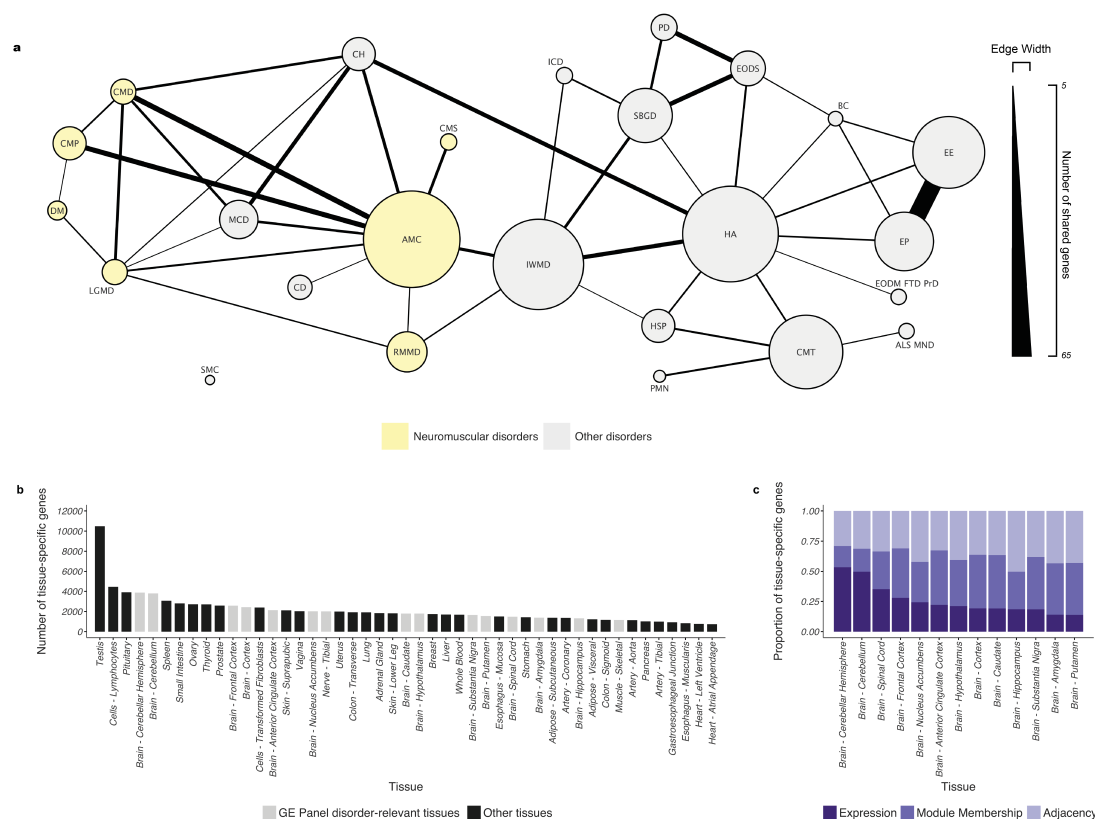 a
PD
CH
EODS
Edge Width
ICD
CMD
5
BC
SBGD
CMS
CMP
EE
DM
MCD
AMC
HA
EP
IWMD
Number of shared genes
LGMD
CD
EODM FTD PrD
HSP
RMMD
CMT
ALS MND
SMC
PMN
65
Neuromuscular disorders
Other disorders
b
Number of tissue-specific genes
12000
10000
8000
6000
4000
2000
0
Testis
Cells - Lymphocytes
Pituitary
Brain - Cerebellar Hemisphere
Brain - Cerebellum
Spleen
Small Intestine
Ovary
Thyroid
Prostate
Brain - Frontal Cortex
Brain - Cortex
Cells - Transformed Fibroblasts
Brain - Anterior Cingulate Cortex
Skin - Suprapubic
Vagina
Brain - Nucleus Accumbens
Nerve - Tibial
Uterus
Colon - Transverse
Lung
Adrenal Gland
Skin - Lower Leg
Brain - Caudate
Brain - Hypothalamus
Breast
Liver
Whole Blood
Brain - Substantia Nigra
Brain - Putamen
Esophagus - Mucosa
Brain - Spinal Cord
Stomach
Brain - Amygdala
Adipose - Subcutaneous
Artery - Coronary
Brain - Hippocampus
Adipose - Visceral
Colon - Sigmoid
Muscle - Skeletal
Artery - Aorta
Pancreas
Artery - Tibial
Gastroesophageal Junction
Esophagus - Muscularis
Heart - Left Ventricle
Heart - Atrial Appendage
Tissue
GE Panel disorder-relevant tissues
Other tissues
c
Proportion of tissue-specific genes
1.00
0.75
0.50
0.25
0.00
Brain - Cerebellar Hemisphere
Brain - Cerebellum
Brain - Spinal Cord
Brain - Frontal Cortex
Brain - Nucleus Accumbens
Brain - Anterior Cingulate Cortex
Brain - Hypothalamus
Brain - Cortex
Brain - Caudate
Brain - Hippocampus
Brain - Substantia Nigra
Brain - Amygdala
Brain - Putamen
Tissue
Expression
Module Membership
Adjacency